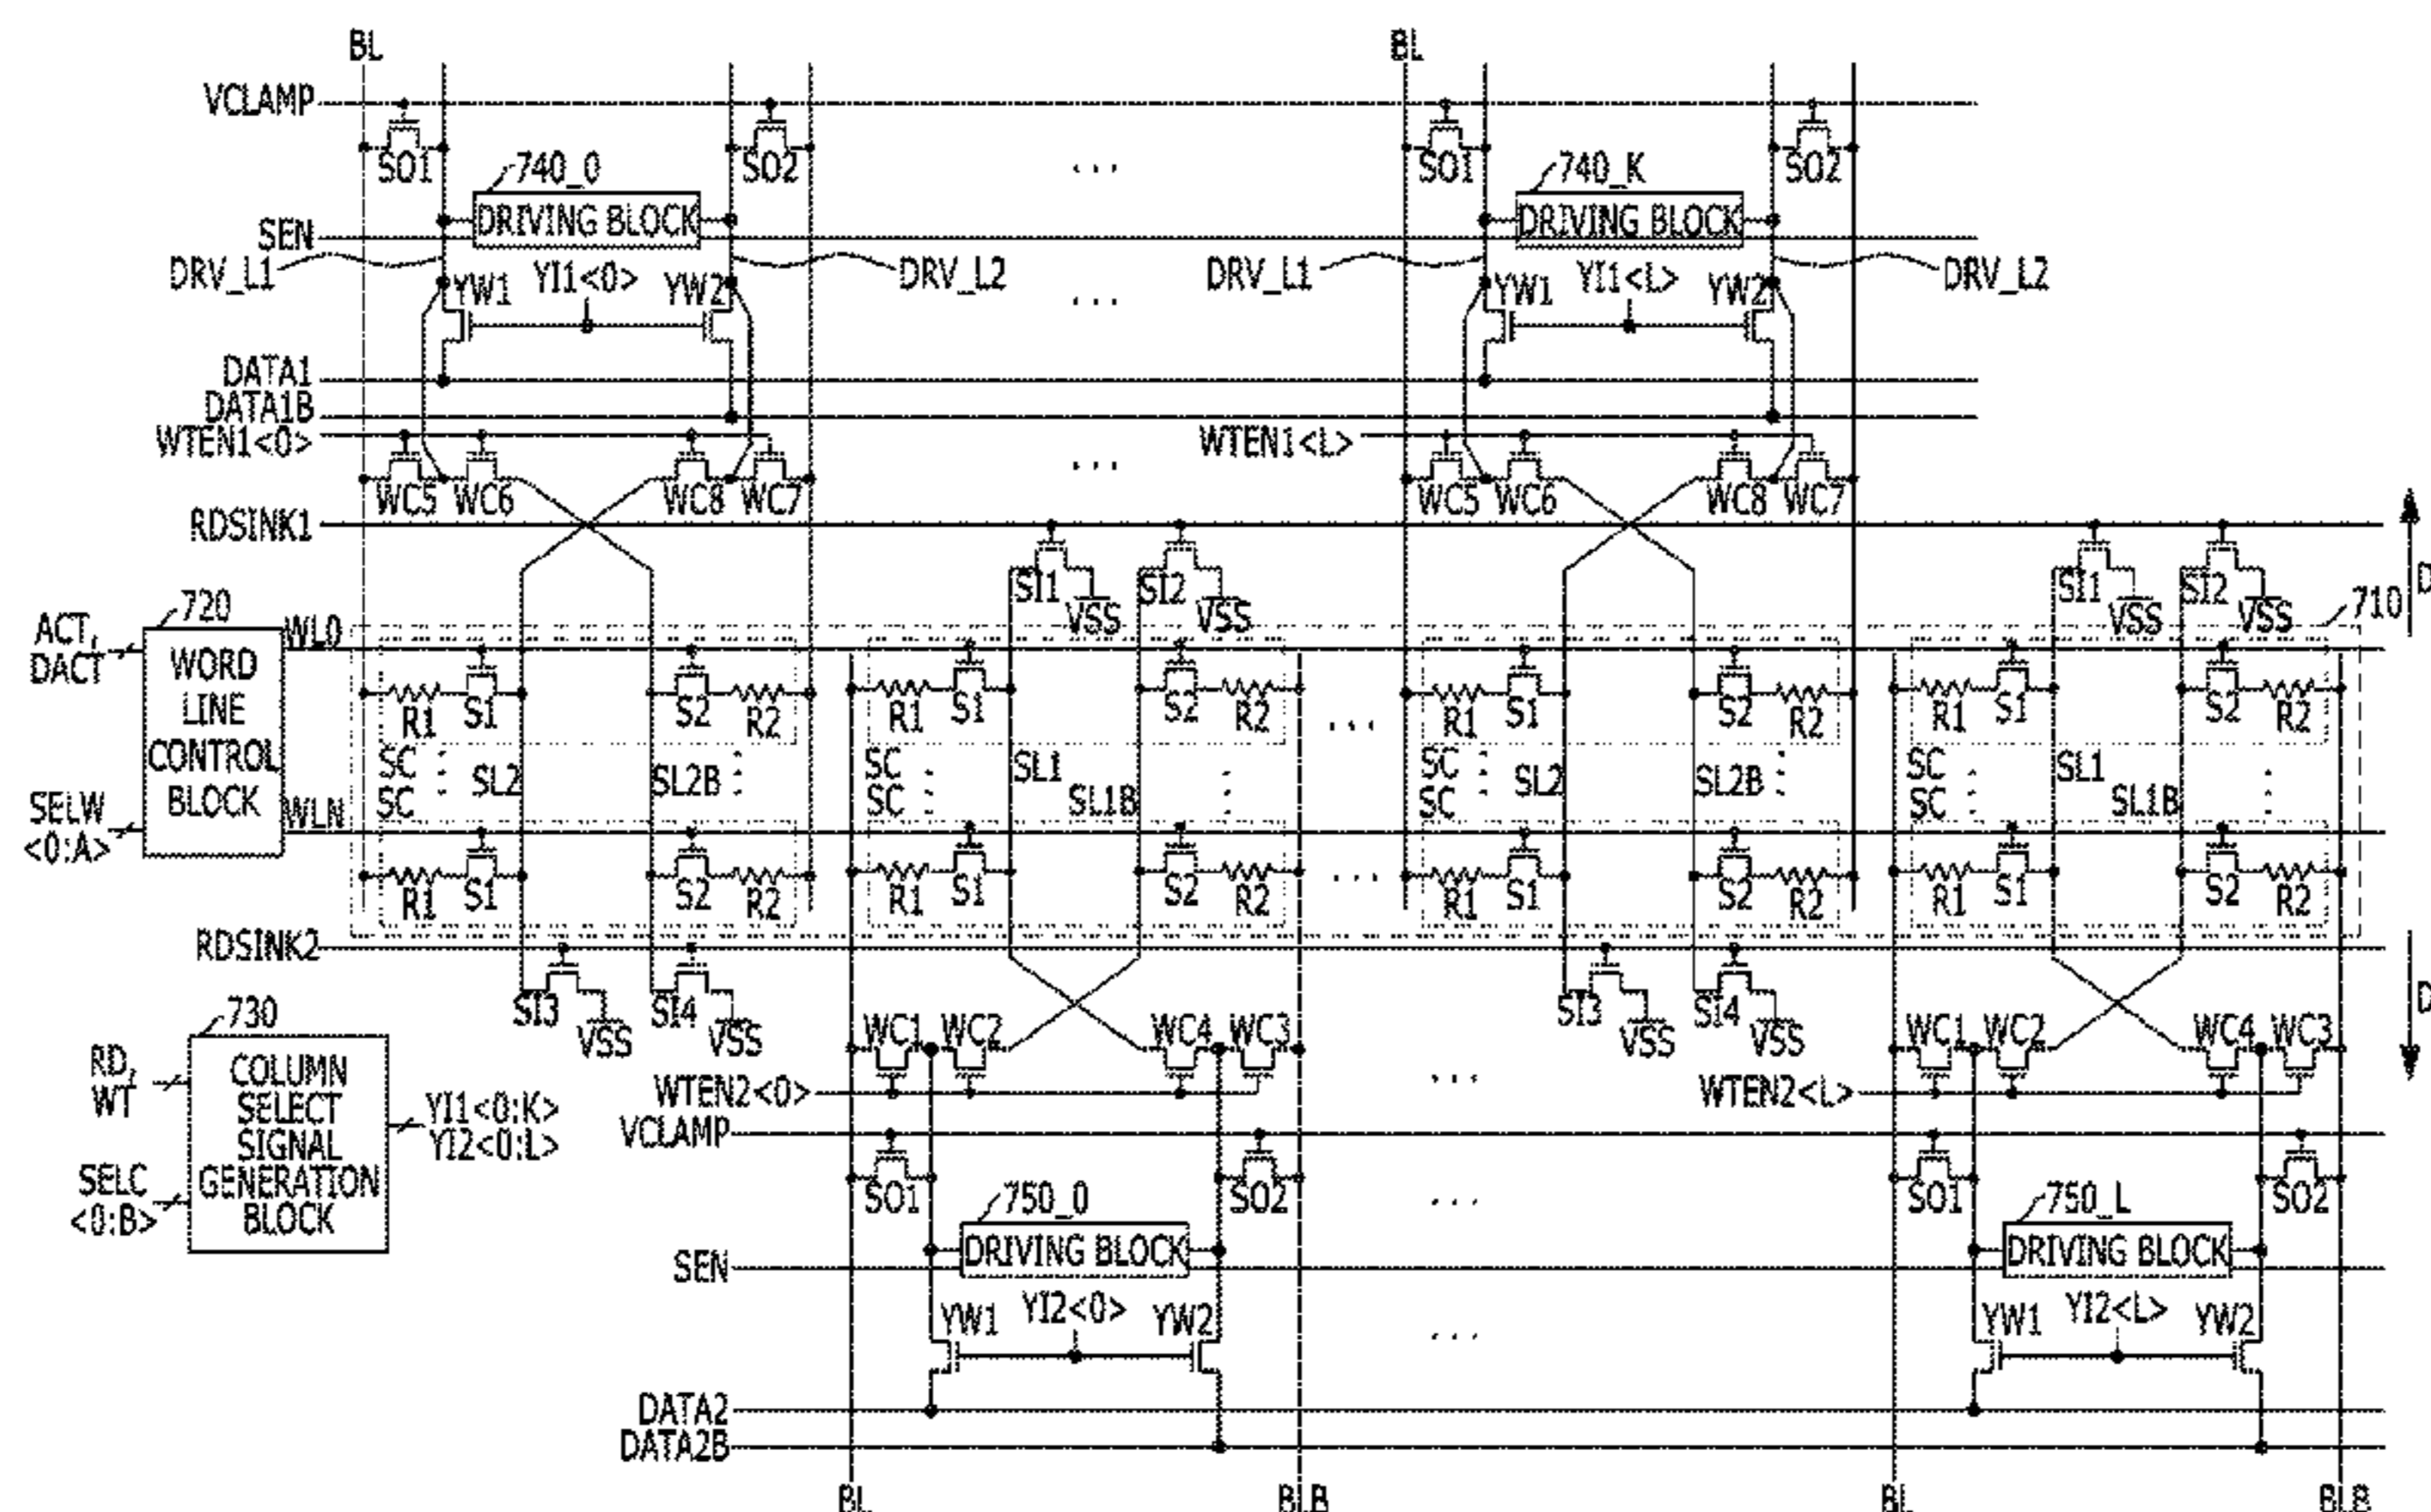 BL BL
VCLAMP
SO1 SO2 SO1 SO2
740_0 740_K
DRIVING BLOCK DRIVING BLOCK
SEN
DRV_L1 DRV_L2 DRV_L1 DRV_L2
YW1 YI1<0> YW2 YW1 YI1<L> YW2
DATA1
DATA1B
WTEN1<0> WTEN1<L>
WC5 WC6 WC8 WC7 WC5 WC6 WC8 WC7
RDSINK1
SI1 SI2 SI1 SI2
VSS VSS VSS VSS
710
D
720
ACT,
DACT
WORD
LINE
CONTROL
BLOCK
SELW
<0:A>
WL0
R1 S1 S2 R2 R1 S1 S2 R2 R1 S1 S2 R2 R1 S1 S2 R2
SC SC SC SC
SL2 SL2B SL1 SL1B SL2 SL2B SL1 SL1B
SC SC SC SC
WLN
R1 S1 S2 R2 R1 S1 S2 R2 R1 S1 S2 R2 R1 S1 S2 R2
RDSINK2
SI3 SI4 SI3 SI4
VSS VSS VSS VSS
D
730
RD,
WT
COLUMN
SELECT
SIGNAL
GENERATION
BLOCK
SELC
<0:B>
YI1<0:K>
YI2<0:L>
WC1 WC2 WC4 WC3 WC1 WC2 WC4 WC3
WTEN2<0> WTEN2<L>
VCLAMP
SO1 SO2 SO1 SO2
750_0 750_L
DRIVING BLOCK DRIVING BLOCK
SEN
YW1 YI2<0> YW2 YW1 YI2<L> YW2
DATA2
DATA2B
BL BLB BL BLB